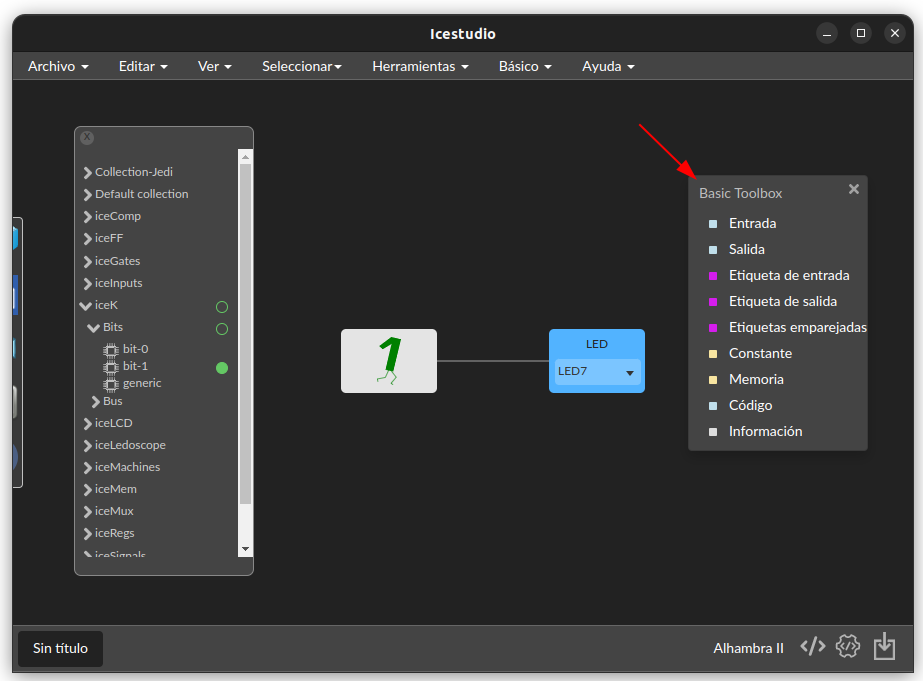 Icestudio
Archivo Editar Ver Seleccionar Herramientas Básico Ayuda
X
Collection-Jedi
Default collection
iceComp
iceFF
iceGates
iceInputs
iceK
Bits
bit-0
bit-1
generic
Bus
iceLCD
iceLedoscope
iceMachines
iceMem
iceMux
iceRegs
iceSignals
1
LED
LED7
Basic Toolbox
Entrada
Salida
Etiqueta de entrada
Etiqueta de salida
Etiquetas emparejadas
Constante
Memoria
Código
Información
Sin título
Alhambra II